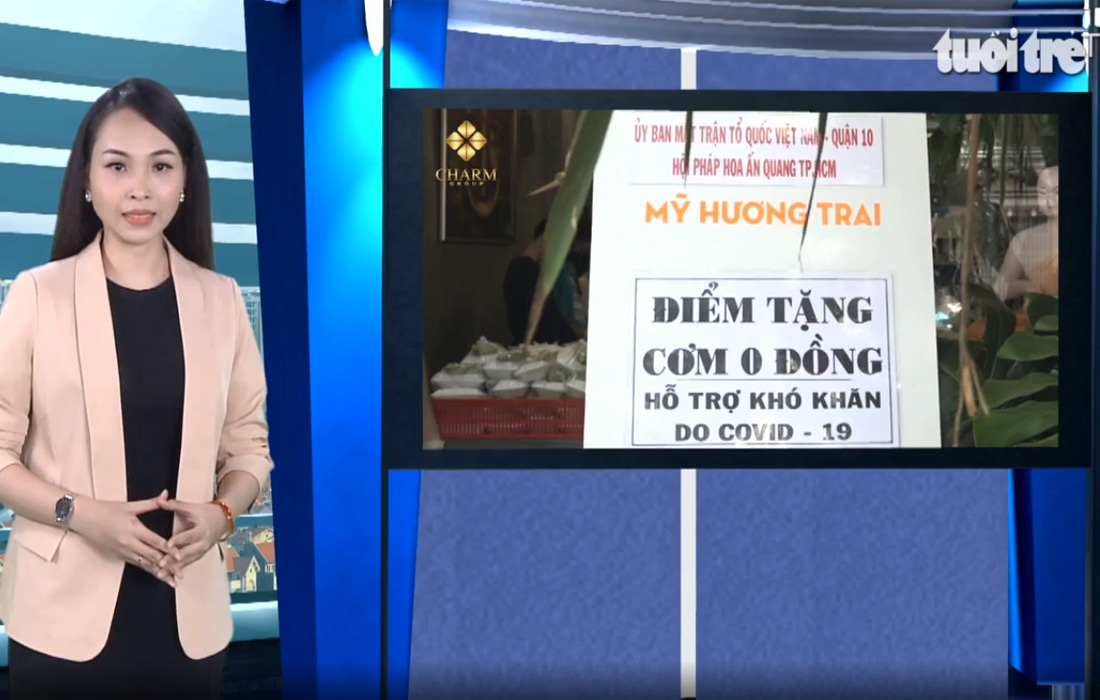 tuổi trẻ
CHARM
GROUP
ỦY BAN MẶT TRẬN TỔ QUỐC VIỆT NAM - QUẬN 10
HỘI PHÁP HOA ẤN QUANG TP.HCM
MỸ HƯƠNG TRAI
ĐIỂM TẶNG
CƠM 0 ĐỒNG
HỖ TRỢ KHÓ KHĂN
DO COVID - 19